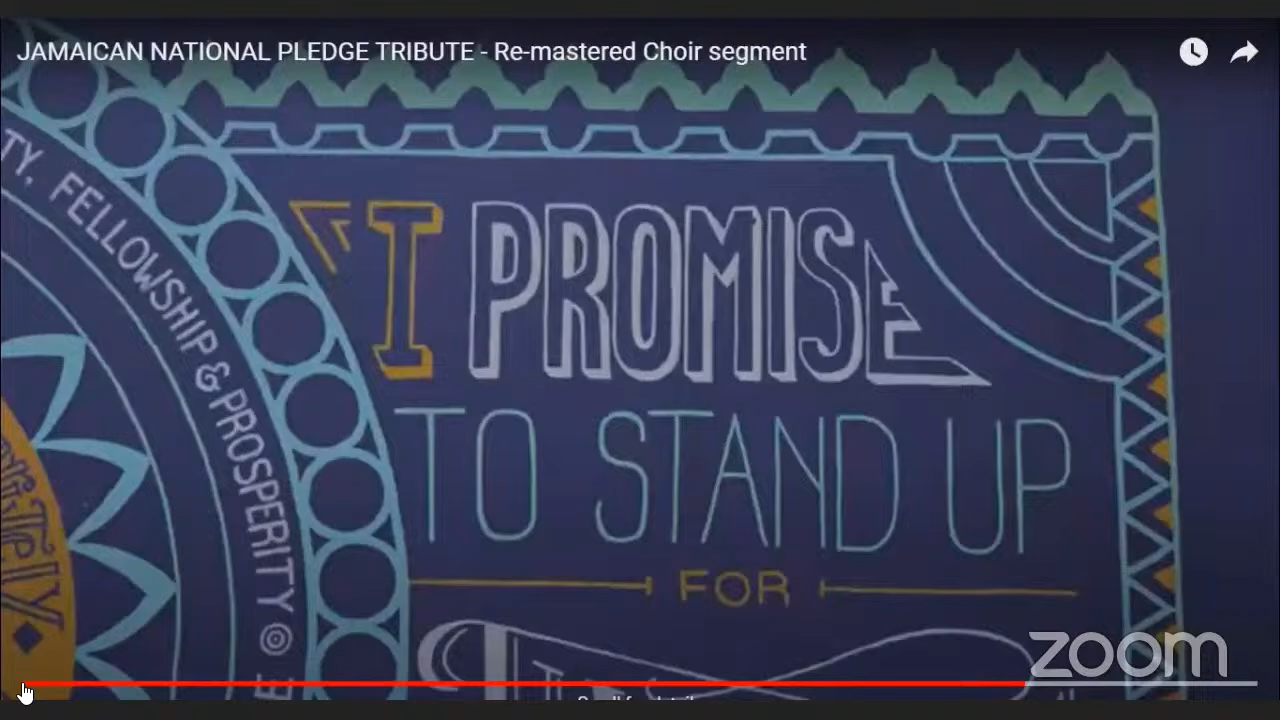 JAMAICAN NATIONAL PLEDGE TRIBUTE - Re-mastered Choir segment
TY, FELLOWSHIP & PROSPERITY
I PROMISE
TO STAND UP
FOR
zoom